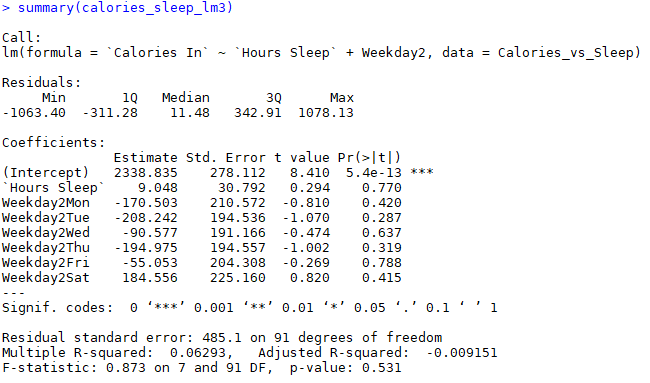 > summary(calories_sleep_lm3)

Call:
lm(formula = `Calories In` ~ `Hours Sleep` + Weekday2, data = Calories_vs_Sleep)

Residuals:
     Min       1Q   Median       3Q      Max
-1063.40  -311.28    11.48   342.91  1078.13

Coefficients:
              Estimate Std. Error t value Pr(>|t|)
(Intercept)   2338.835    278.112   8.410  5.4e-13 ***
`Hours Sleep`    9.048     30.792   0.294    0.770
Weekday2Mon   -170.503    210.572  -0.810    0.420
Weekday2Tue   -208.242    194.536  -1.070    0.287
Weekday2Wed    -90.577    191.166  -0.474    0.637
Weekday2Thu   -194.975    194.557  -1.002    0.319
Weekday2Fri    -55.053    204.308  -0.269    0.788
Weekday2Sat    184.556    225.160   0.820    0.415
---
Signif. codes:  0 ‘***’ 0.001 ‘**’ 0.01 ‘*’ 0.05 ‘.’ 0.1 ‘ ’ 1

Residual standard error: 485.1 on 91 degrees of freedom
Multiple R-squared:  0.06293,	Adjusted R-squared:  -0.009151
F-statistic: 0.873 on 7 and 91 DF,  p-value: 0.531